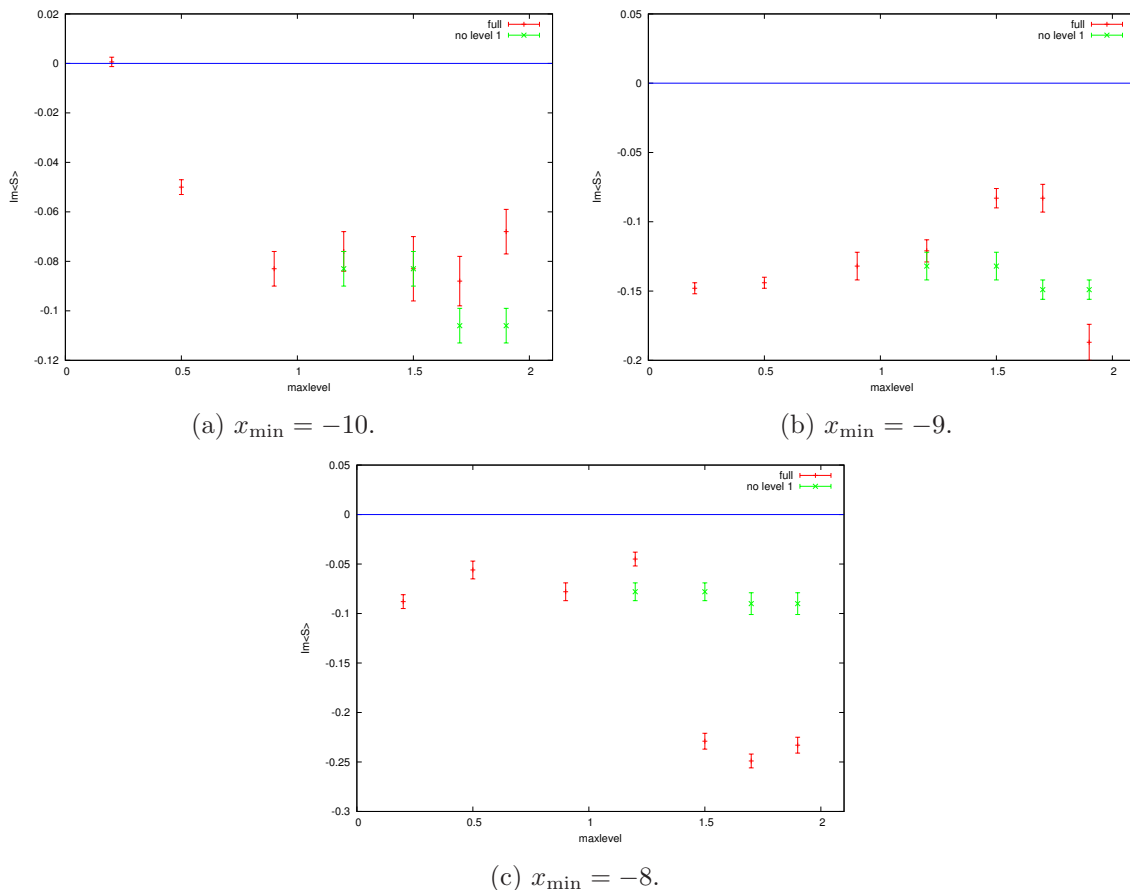 0.02
0
-0.02
-0.04
-0.06
-0.08
-0.1
-0.12
0
0.5
1
1.5
2
Im<S>
maxlevel
full
no level 1
(a) x_min = −10.
0.05
0
-0.05
-0.1
-0.15
-0.2
0
0.5
1
1.5
2
Im<S>
maxlevel
full
no level 1
(b) x_min = −9.
0.05
0
-0.05
-0.1
-0.15
-0.2
-0.25
-0.3
0
0.5
1
1.5
2
Im<S>
maxlevel
full
no level 1
(c) x_min = −8.